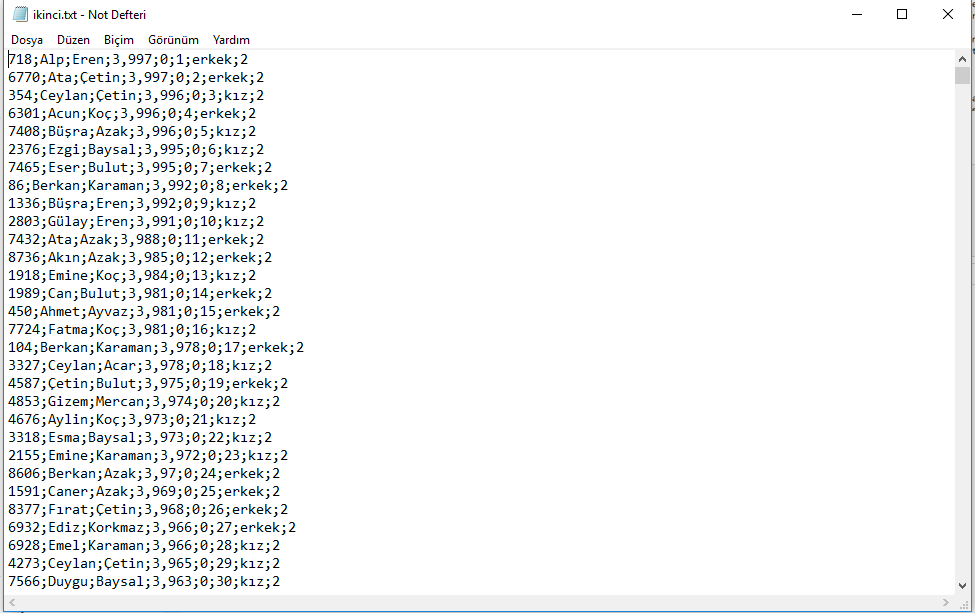 ikinci.txt - Not Defteri
Dosya Düzen Biçim Görünüm Yardım
718;Alp;Eren;3,997;0;1;erkek;2
6770;Ata;Çetin;3,997;0;2;erkek;2
354;Ceylan;Çetin;3,996;0;3;kız;2
6301;Acun;Koç;3,996;0;4;erkek;2
7408;Büşra;Azak;3,996;0;5;kız;2
2376;Ezgi;Baysal;3,995;0;6;kız;2
7465;Eser;Bulut;3,995;0;7;erkek;2
86;Berkan;Karaman;3,992;0;8;erkek;2
1336;Büşra;Eren;3,992;0;9;kız;2
2803;Gülay;Eren;3,991;0;10;kız;2
7432;Ata;Azak;3,988;0;11;erkek;2
8736;Akın;Azak;3,985;0;12;erkek;2
1918;Emine;Koç;3,984;0;13;kız;2
1989;Can;Bulut;3,981;0;14;erkek;2
450;Ahmet;Ayvaz;3,981;0;15;erkek;2
7724;Fatma;Koç;3,981;0;16;kız;2
104;Berkan;Karaman;3,978;0;17;erkek;2
3327;Ceylan;Acar;3,978;0;18;kız;2
4587;Çetin;Bulut;3,975;0;19;erkek;2
4853;Gizem;Mercan;3,974;0;20;kız;2
4676;Aylin;Koç;3,973;0;21;kız;2
3318;Esma;Baysal;3,973;0;22;kız;2
2155;Emine;Karaman;3,972;0;23;kız;2
8606;Berkan;Azak;3,97;0;24;erkek;2
1591;Caner;Azak;3,969;0;25;erkek;2
8377;Fırat;Çetin;3,968;0;26;erkek;2
6932;Ediz;Korkmaz;3,966;0;27;erkek;2
6928;Emel;Karaman;3,966;0;28;kız;2
4273;Ceylan;Çetin;3,965;0;29;kız;2
7566;Duygu;Baysal;3,963;0;30;kız;2